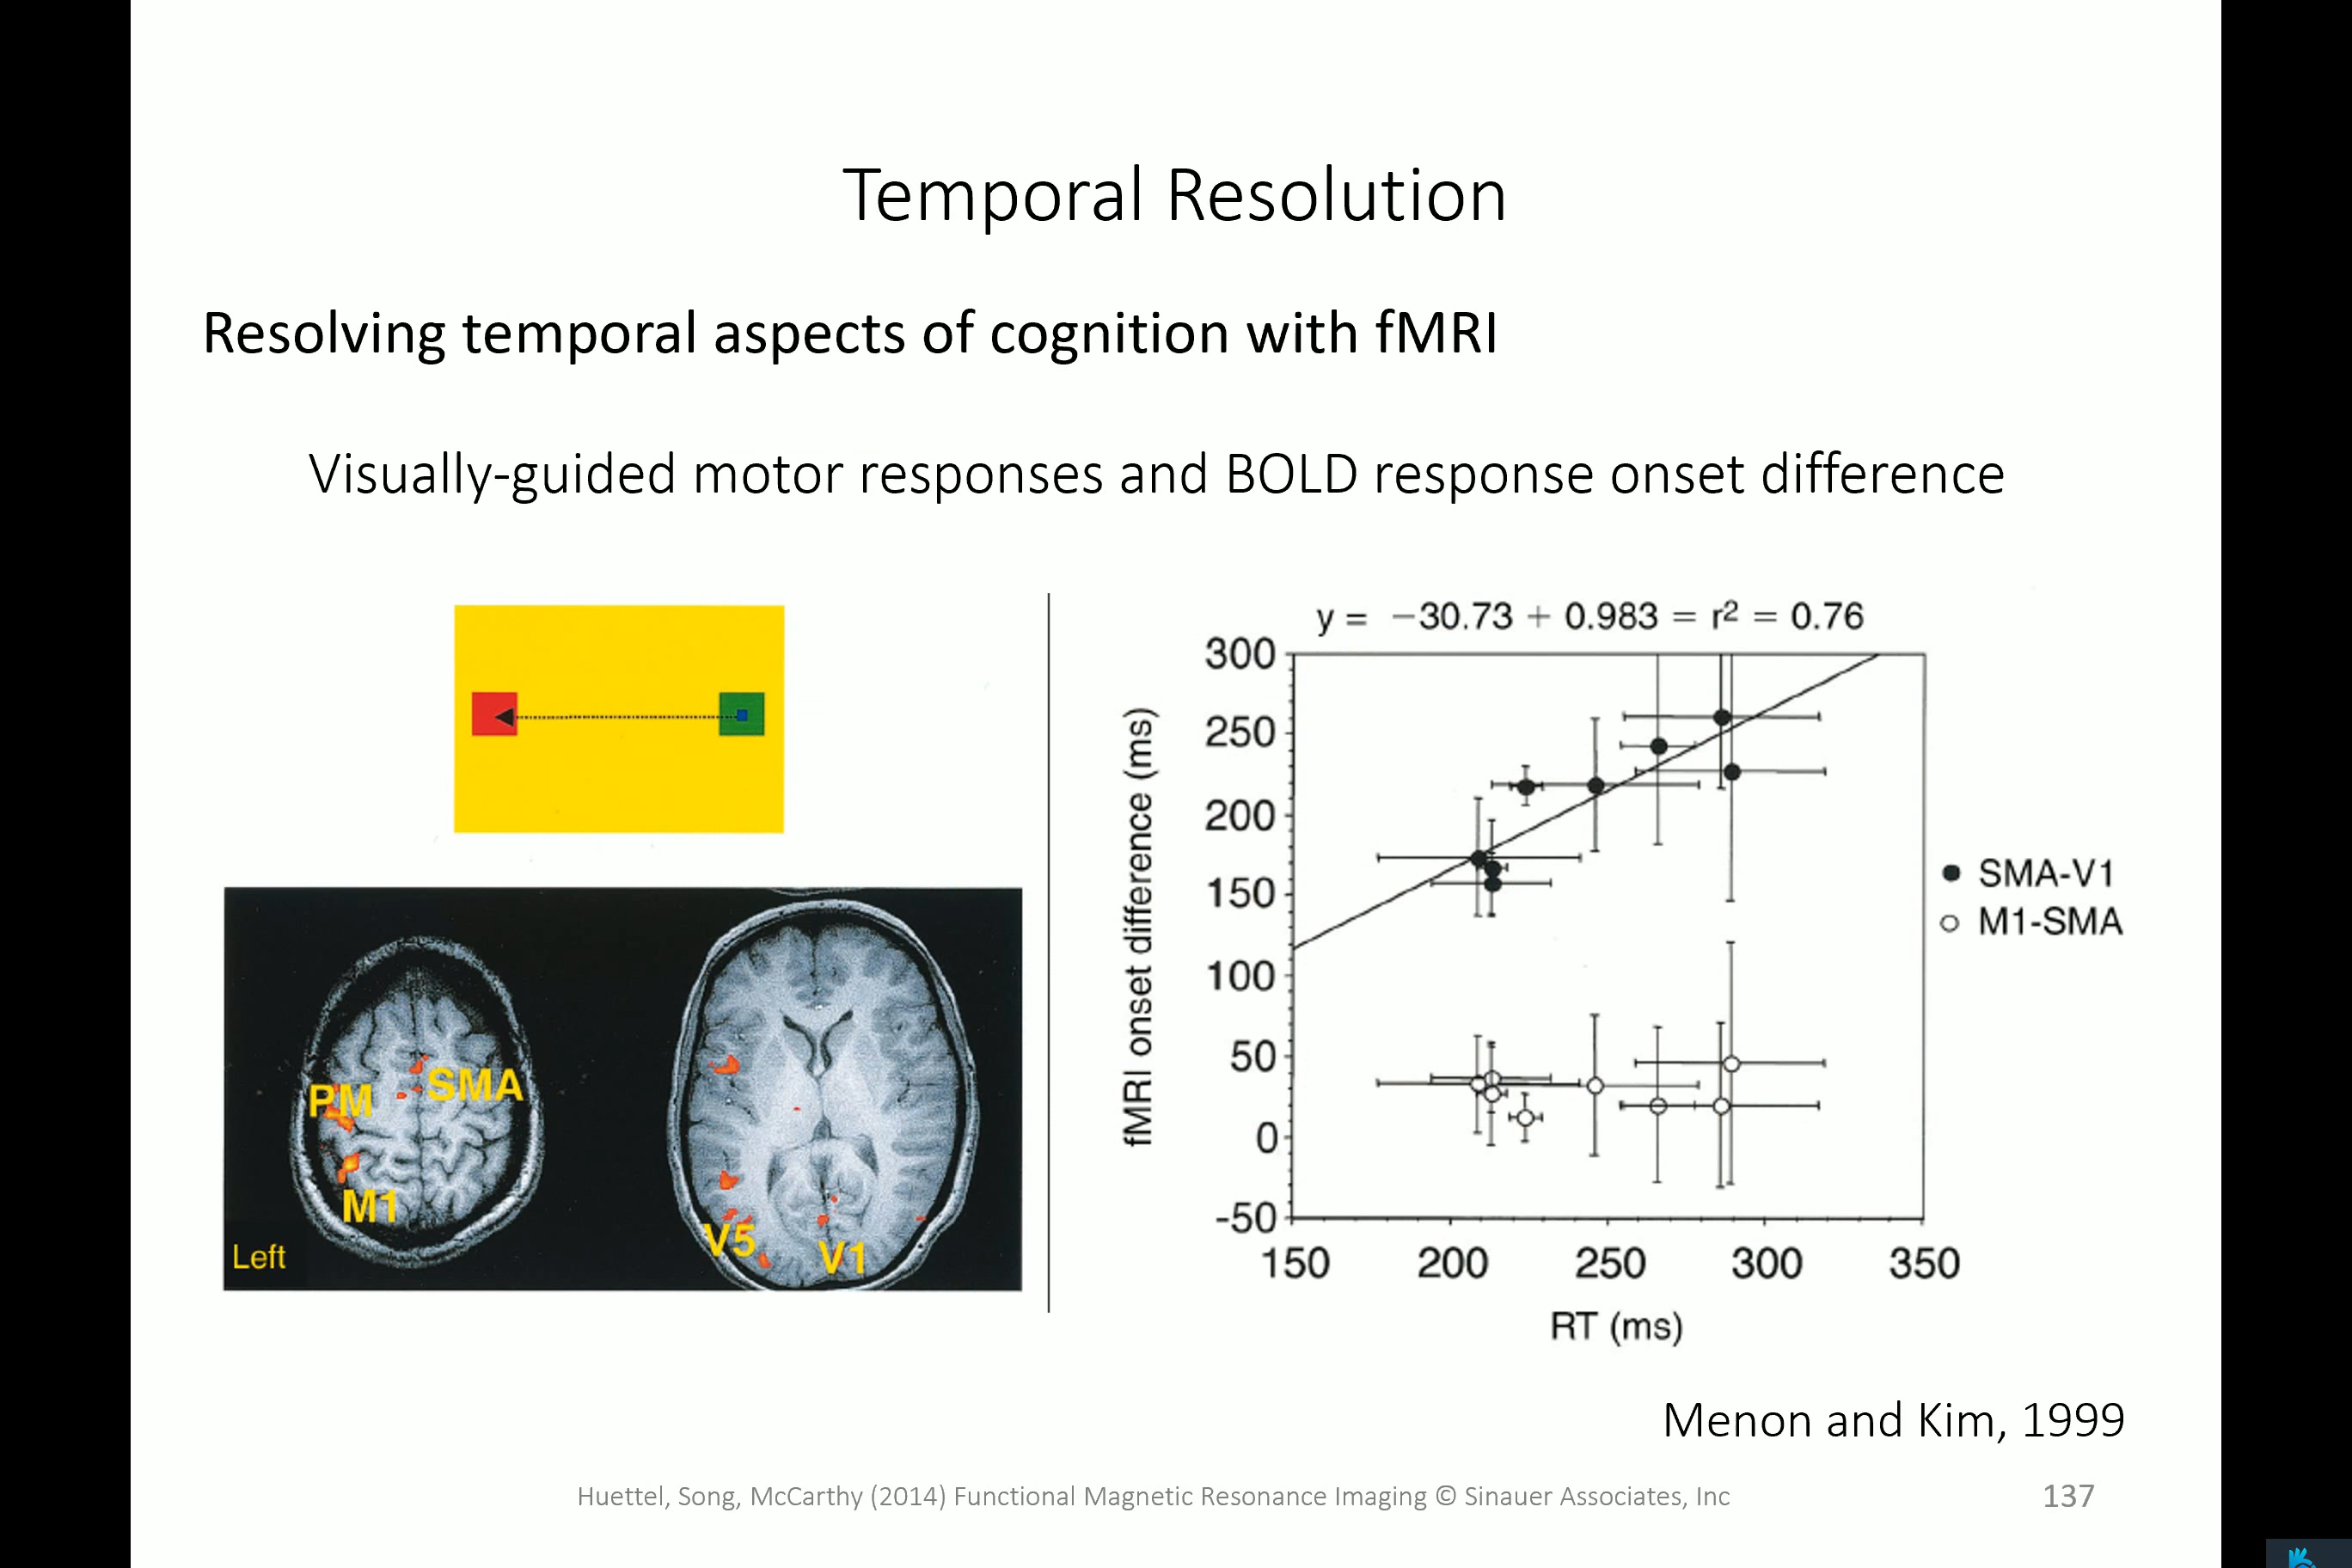 Temporal Resolution
Resolving temporal aspects of cognition with fMRI
Visually-guided motor responses and BOLD response onset difference
PM
SMA
M1
Left
V5
V1
y = −30.73 + 0.983 = r² = 0.76
fMRI onset difference (ms)
300
250
200
150
100
50
0
-50
150 200 250 300 350
RT (ms)
SMA-V1
M1-SMA
Menon and Kim, 1999
Huettel, Song, McCarthy (2014) Functional Magnetic Resonance Imaging © Sinauer Associates, Inc
137